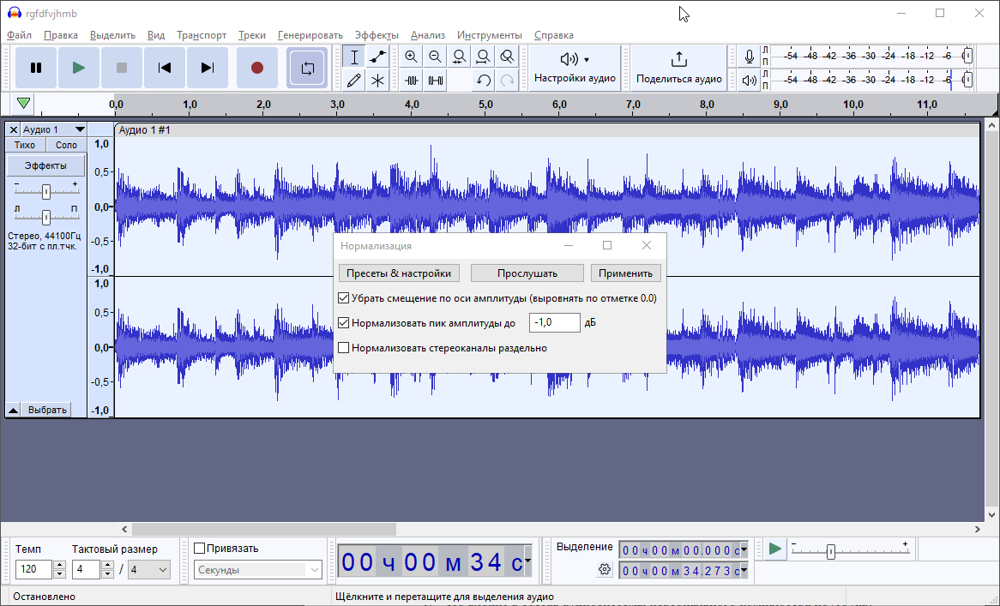 rgfdfvjhmb
Файл Правка Выделить Вид Транспорт Треки Генерировать Эффекты Анализ Инструменты Справка
Настройки аудио
Поделиться аудио
Л -54 -48 -42 -36 -30 -24 -18 -12 -6 0
П
Л -54 -48 -42 -36 -30 -24 -18 -12 -6 0
П
0,0 1,0 2,0 3,0 4,0 5,0 6,0 7,0 8,0 9,0 10,0 11,0
Аудио 1
Аудио 1 #1
Тихо Соло
Эффекты
- +
Л П
Стерео, 44100Гц
32-бит с пл.тчк.
Выбрать
1,0
0,5-
0,0-
-0,5-
-1,0
1,0
0,5-
0,0-
-0,5-
-1,0
Нормализация
Пресеты & настройки Прослушать Применить
Убрать смещение по оси амплитуды (выровнять по отметке 0.0)
Нормализовать пик амплитуды до -1,0 дБ
Нормализовать стереоканалы раздельно
Темп Тактовый размер
120 4 / 4
Привязать
Секунды
00 ч 00 м 34 с
Выделение
00 ч 00 м 00.000 с
00 ч 00 м 34.273 с
- +
Остановлено
Щёлкните и перетащите для выделения аудио